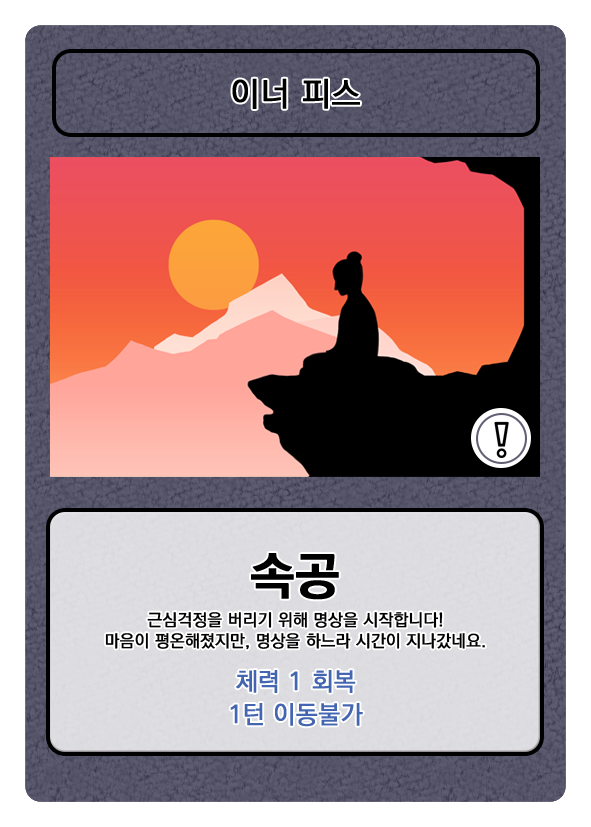 이너 피스
!
속공
근심걱정을 버리기 위해 명상을 시작합니다!
마음이 평온해졌지만, 명상을 하느라 시간이 지나갔네요.
체력 1 회복
1턴 이동불가